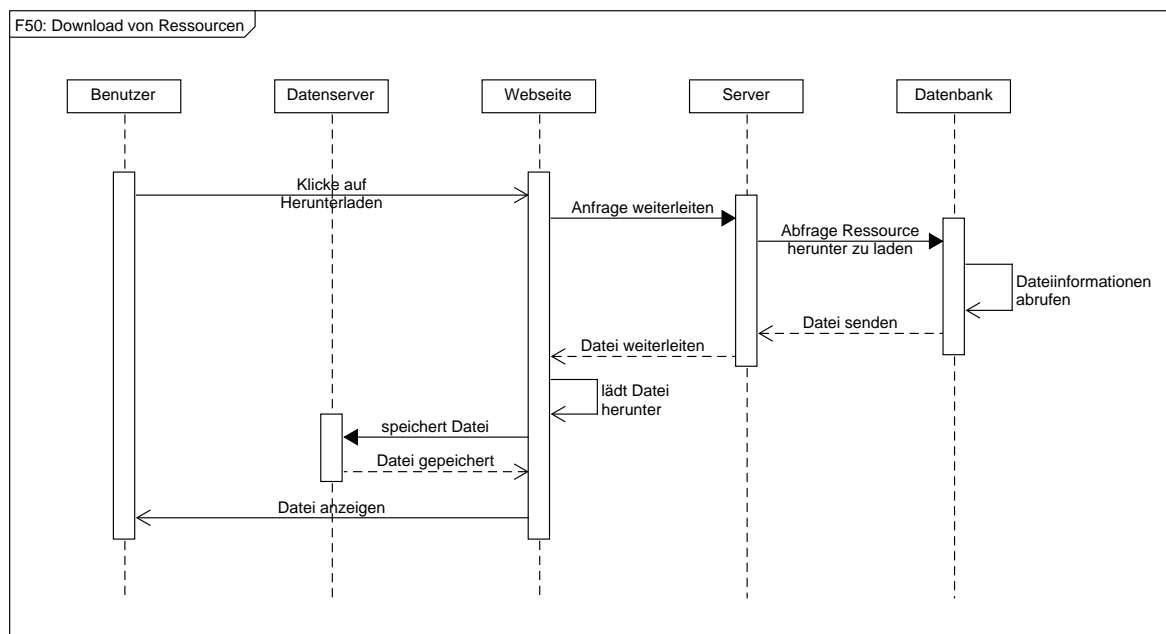 F50: Download von Ressourcen
Benutzer
Datenserver
Webseite
Server
Datenbank
Klicke auf
Herunterladen
Anfrage weiterleiten
Abfrage Ressource
herunter zu laden
Dateiinformationen
abrufen
Datei senden
Datei weiterleiten
lädt Datei
herunter
speichert Datei
Datei gepeichert
Datei anzeigen